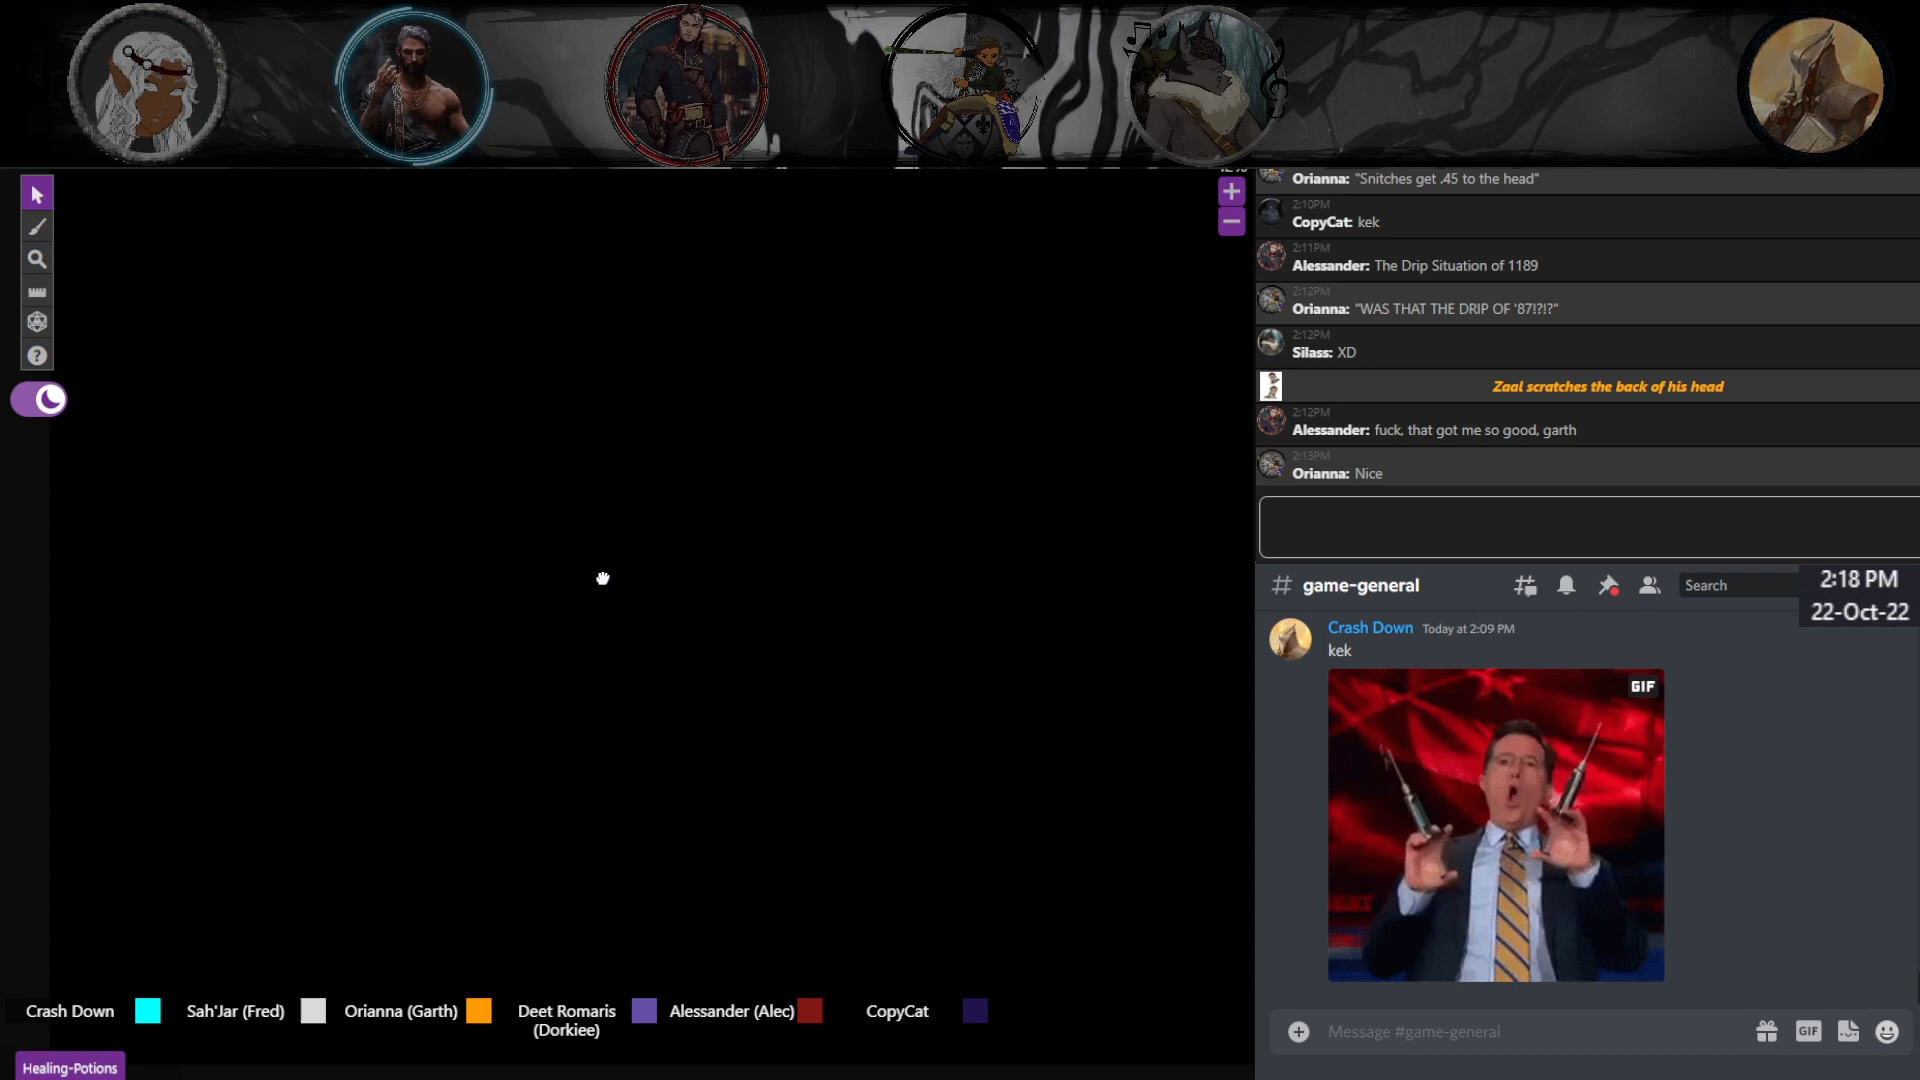 Orianna: "Snitches get .45 to the head"
2:10PM
CopyCat: kek
2:11PM
Alessander: The Drip Situation of 1189
2:12PM
Orianna: "WAS THAT THE DRIP OF '87!?!?"
2:12PM
Silass: XD
Zaal scratches the back of his head
2:12PM
Alessander: fuck, that got me so good, garth
2:13PM
Orianna: Nice
game-general
Search
2:18 PM
22-Oct-22
Crash Down Today at 2:09 PM
kek
GIF
Crash Down
Sah'Jar (Fred)
Orianna (Garth)
Deet Romaris
(Dorkiee)
Alessander (Alec)
CopyCat
Message #game-general
GIF
Healing-Potions